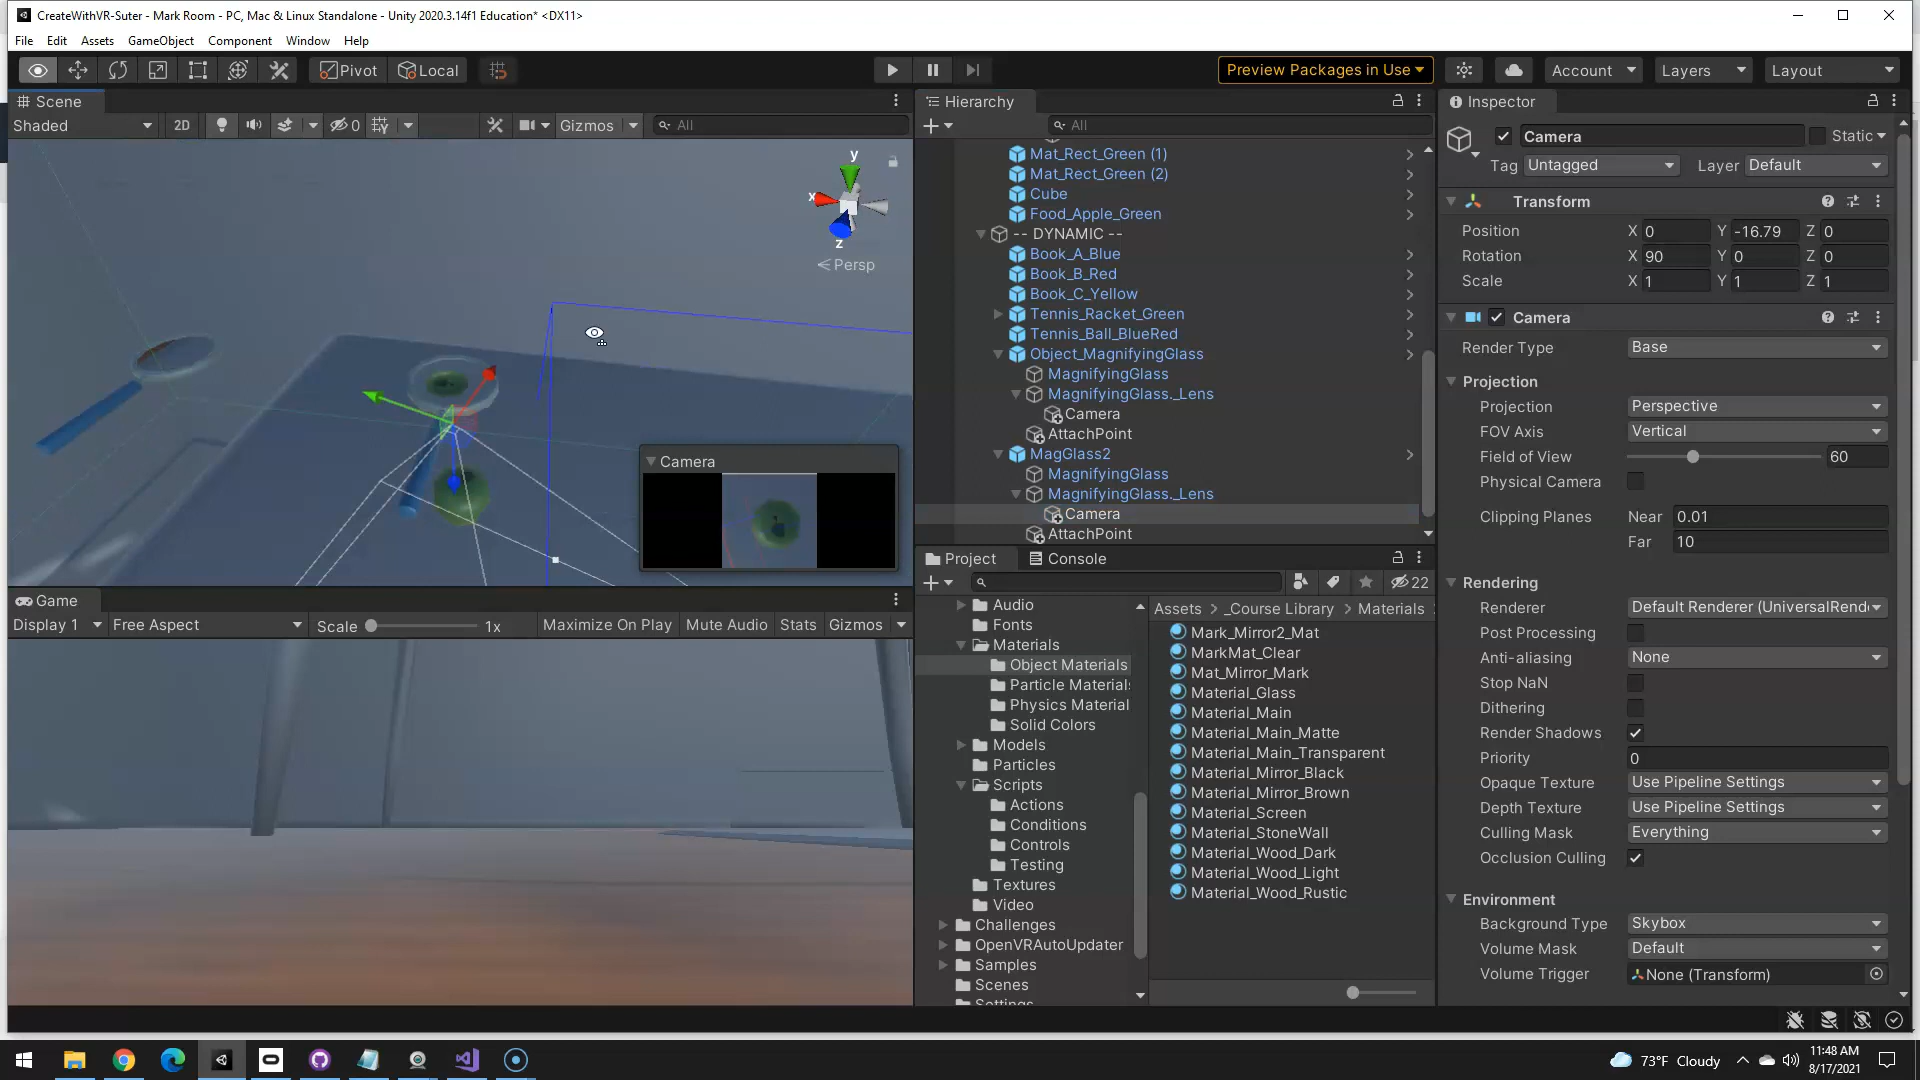 CreateWithVR-Suter - Mark Room - PC, Mac & Linux Standalone - Unity 2020.3.14f1 Education* <DX11>
File Edit Assets GameObject Component Window Help
Pivot Local Preview Packages in Use Account Layers Layout
Scene
Shaded 2D 0 Gizmos All
y
x
z
Persp
Camera
Game
Display 1 Free Aspect Scale 1x Maximize On Play Mute Audio Stats Gizmos
Hierarchy
All
Mat_Rect_Green (1)
Mat_Rect_Green (2)
Cube
Food_Apple_Green
-- DYNAMIC --
Book_A_Blue
Book_B_Red
Book_C_Yellow
Tennis_Racket_Green
Tennis_Ball_BlueRed
Object_MagnifyingGlass
MagnifyingGlass
MagnifyingGlass._Lens
Camera
AttachPoint
MagGlass2
MagnifyingGlass
MagnifyingGlass._Lens
Camera
AttachPoint
Project Console
22
Audio
Fonts
Materials
Object Materials
Particle Materials
Physics Material
Solid Colors
Models
Particles
Scripts
Actions
Conditions
Controls
Testing
Textures
Video
Challenges
OpenVRAutoUpdater
Samples
Scenes
Settings
Assets > _Course Library > Materials
Mark_Mirror2_Mat
MarkMat_Clear
Mat_Mirror_Mark
Material_Glass
Material_Main
Material_Main_Matte
Material_Main_Transparent
Material_Mirror_Black
Material_Mirror_Brown
Material_Screen
Material_StoneWall
Material_Wood_Dark
Material_Wood_Light
Material_Wood_Rustic
Inspector
Camera Static
Tag Untagged Layer Default
Transform
Position X 0 Y -16.79 Z 0
Rotation X 90 Y 0 Z 0
Scale X 1 Y 1 Z 1
Camera
Render Type Base
Projection
Projection Perspective
FOV Axis Vertical
Field of View 60
Physical Camera
Clipping Planes Near 0.01
Far 10
Rendering
Renderer Default Renderer (UniversalRend
Post Processing
Anti-aliasing None
Stop NaN
Dithering
Render Shadows
Priority 0
Opaque Texture Use Pipeline Settings
Depth Texture Use Pipeline Settings
Culling Mask Everything
Occlusion Culling
Environment
Background Type Skybox
Volume Mask Default
Volume Trigger None (Transform)
73°F Cloudy
11:48 AM
8/17/2021